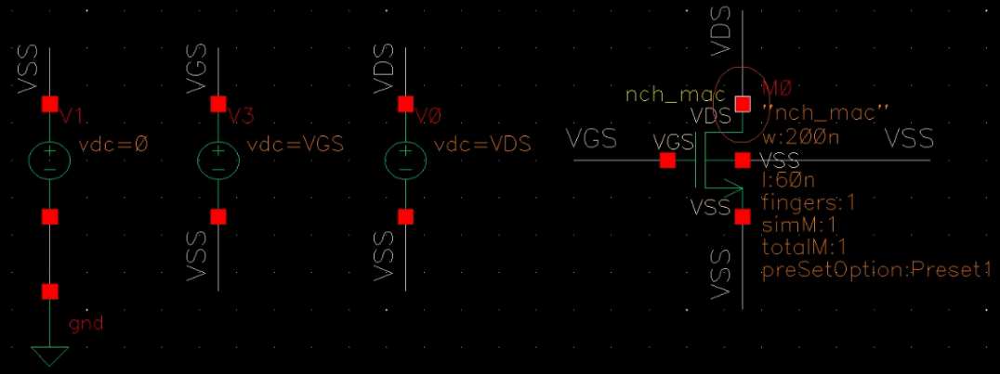 VSS
V1
vdc=0
gnd
VGS
V3
vdc=VGS
VSS
VDS
V0
vdc=VDS
VSS
VDS
nch_mac
M0
VDS
"nch_mac"
w:200n
VGS
VGS
VSS
VSS
l:60n
VSS
fingers:1
simM:1
totalM:1
preSetOption:Preset1
VSS